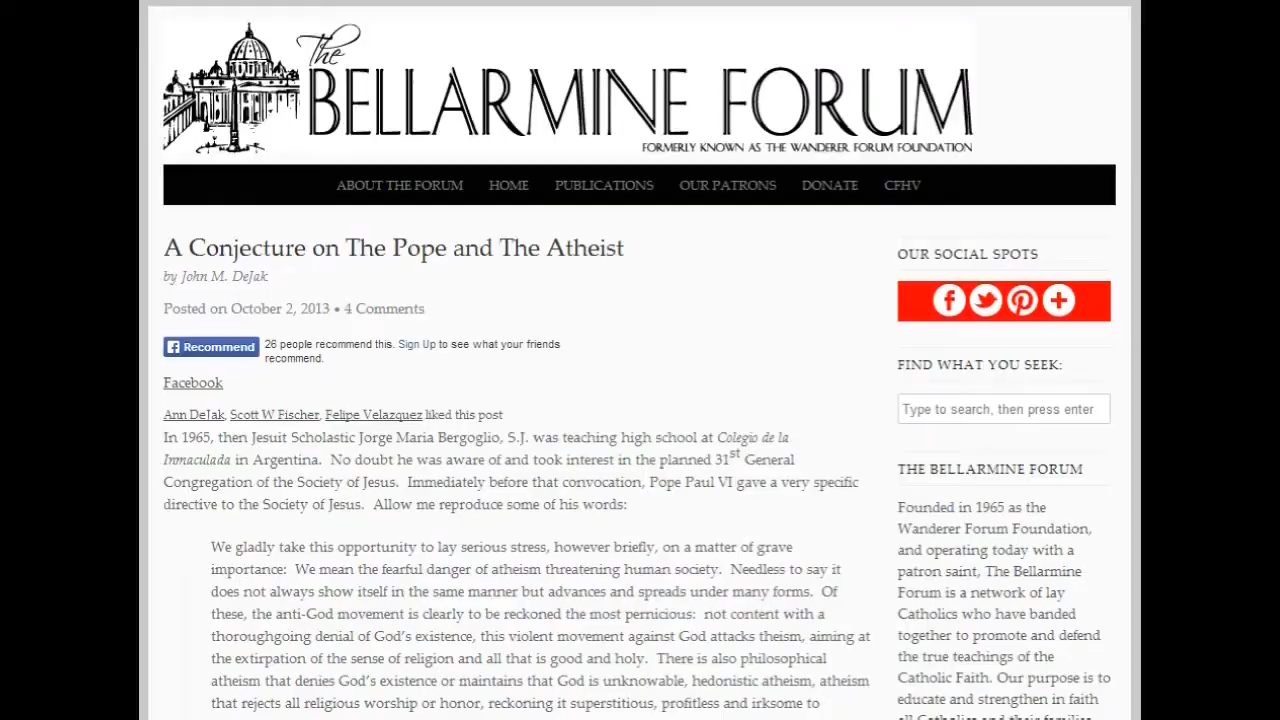 The
BELLARMINE FORUM
FORMERLY KNOWN AS THE WANDERER FORUM FOUNDATION
ABOUT THE FORUM HOME PUBLICATIONS OUR PATRONS DONATE CFHV
A Conjecture on The Pope and The Atheist
by John M. DeJak
Posted on October 2, 2013 • 4 Comments
Recommend 26 people recommend this. Sign Up to see what your friends
recommend.
Facebook
Ann DeJak, Scott W Fischer, Felipe Velazquez liked this post
In 1965, then Jesuit Scholastic Jorge Maria Bergoglio, S.J. was teaching high school at Colegio de la
Inmaculada in Argentina. No doubt he was aware of and took interest in the planned 31st General
Congregation of the Society of Jesus. Immediately before that convocation, Pope Paul VI gave a very specific
directive to the Society of Jesus. Allow me reproduce some of his words:
We gladly take this opportunity to lay serious stress, however briefly, on a matter of grave
importance: We mean the fearful danger of atheism threatening human society. Needless to say it
does not always show itself in the same manner but advances and spreads under many forms. Of
these, the anti-God movement is clearly to be reckoned the most pernicious: not content with a
thoroughgoing denial of God's existence, this violent movement against God attacks theism, aiming at
the extirpation of the sense of religion and all that is good and holy. There is also philosophical
atheism that denies God's existence or maintains that God is unknowable, hedonistic atheism, atheism
that rejects all religious worship or honor, reckoning it superstitious, profitless and irksome to
OUR SOCIAL SPOTS
FIND WHAT YOU SEEK:
Type to search, then press enter
THE BELLARMINE FORUM
Founded in 1965 as the
Wanderer Forum Foundation,
and operating today with a
patron saint, The Bellarmine
Forum is a network of lay
Catholics who have banded
together to promote and defend
the true teachings of the
Catholic Faith. Our purpose is to
educate and strengthen in faith
all Catholics and their families